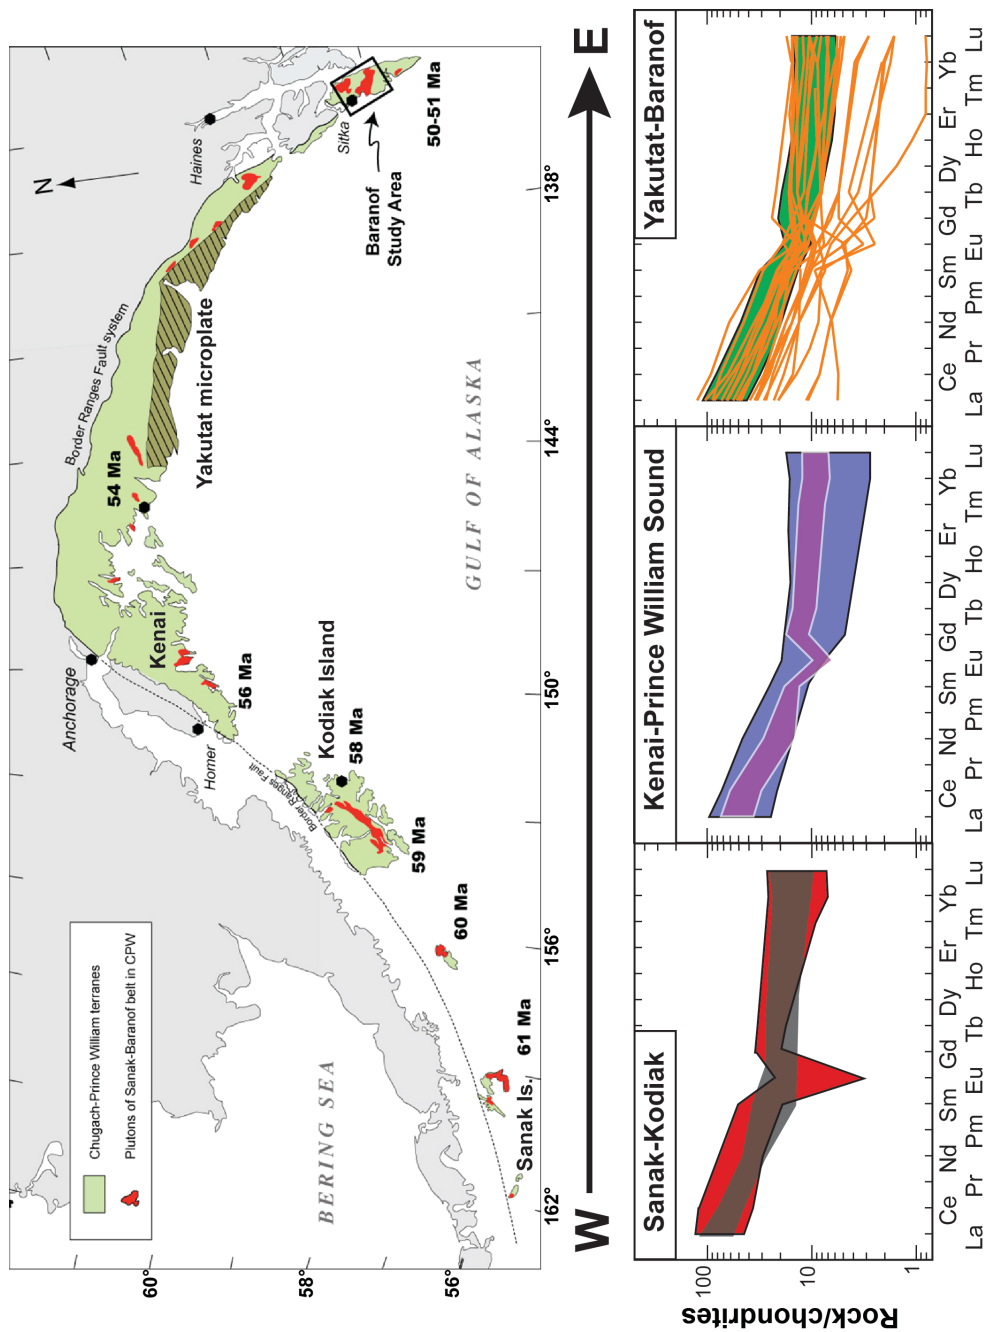 Chugach-Prince William terranes
Plutons of Sanak-Baranof belt in CPW
60°
58°
56°
162°
156°
150°
144°
138°
N
BERING SEA
GULF OF ALASKA
Sanak Is.
61 Ma
60 Ma
59 Ma
Kodiak Island
58 Ma
Border Ranges Fault
Homer
56 Ma
Anchorage
Kenai
54 Ma
Border Ranges Fault system
Yakutat microplate
Haines
Sitka
Baranof
Study Area
50-51 Ma
W
E
Rock/chondrites
100
10
1
Sanak-Kodiak
La Ce Pr Nd Pm Sm Eu Gd Tb Dy Ho Er Tm Yb Lu
Kenai-Prince William Sound
La Ce Pr Nd Pm Sm Eu Gd Tb Dy Ho Er Tm Yb Lu
100
10
1
Yakutat-Baranof
La Ce Pr Nd Pm Sm Eu Gd Tb Dy Ho Er Tm Yb Lu
100
10
1